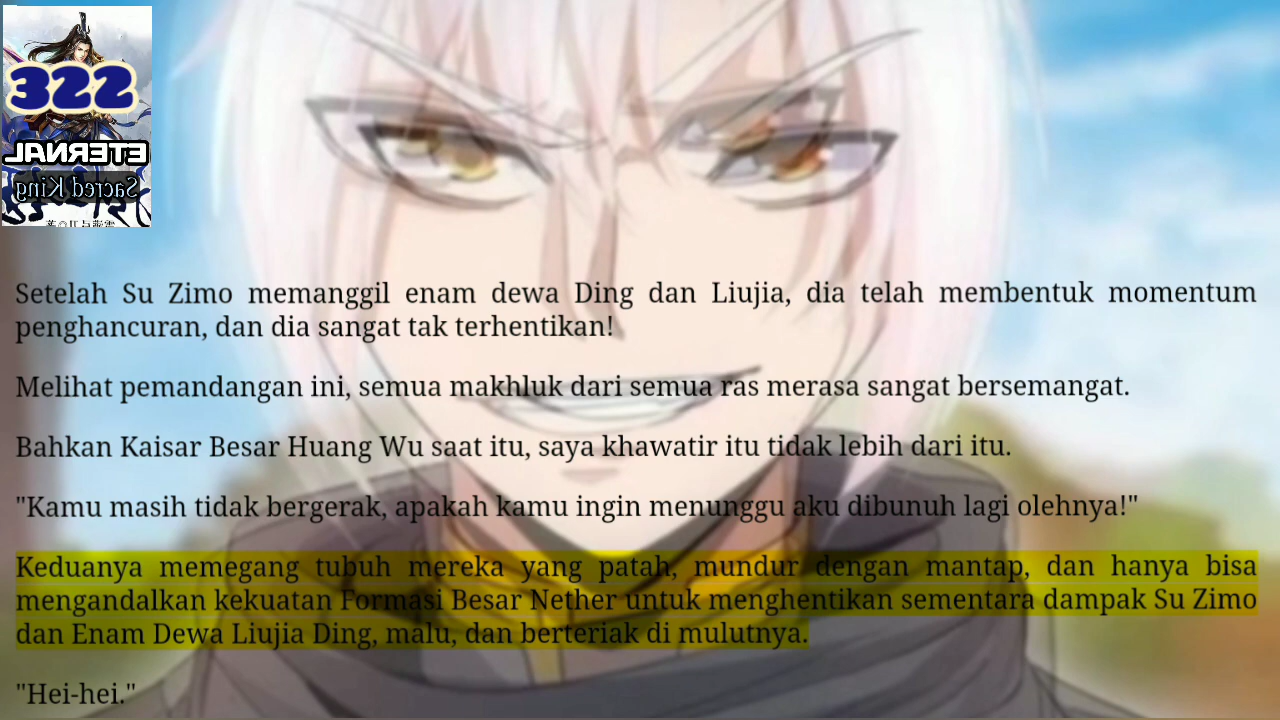 322
ETERNAL
Sacred King
Setelah Su Zimo memanggil enam dewa Ding dan Liujia, dia telah membentuk momentum
penghancuran, dan dia sangat tak terhentikan!
Melihat pemandangan ini, semua makhluk dari semua ras merasa sangat bersemangat.
Bahkan Kaisar Besar Huang Wu saat itu, saya khawatir itu tidak lebih dari itu.
"Kamu masih tidak bergerak, apakah kamu ingin menunggu aku dibunuh lagi olehnya!"
Keduanya memegang tubuh mereka yang patah, mundur dengan mantap, dan hanya bisa
mengandalkan kekuatan Formasi Besar Nether untuk menghentikan sementara dampak Su Zimo
dan Enam Dewa Liujia Ding, malu, dan berteriak di mulutnya.
"Hei-hei."